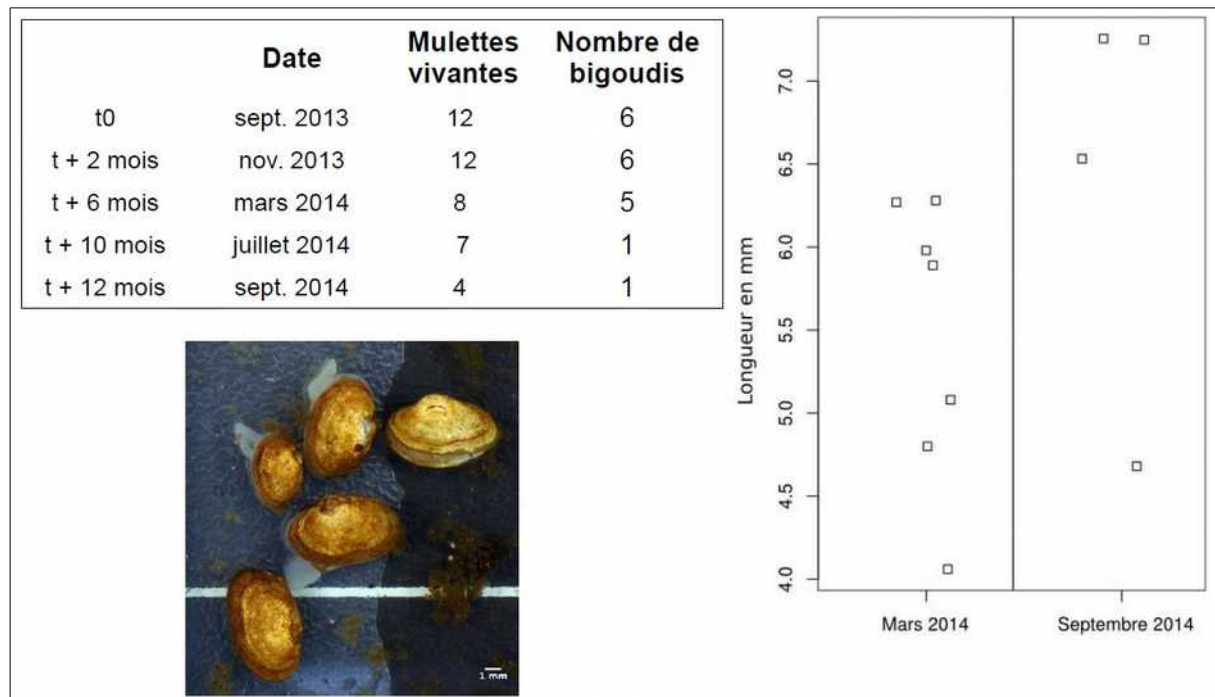 Date Mulettes vivantes Nombre de bigoudis
t0 sept. 2013 12 6
t + 2 mois nov. 2013 12 6
t + 6 mois mars 2014 8 5
t + 10 mois juillet 2014 7 1
t + 12 mois sept. 2014 4 1
1 mm
Longueur en mm
7.0
6.5
6.0
5.5
5.0
4.5
4.0
Mars 2014 Septembre 2014